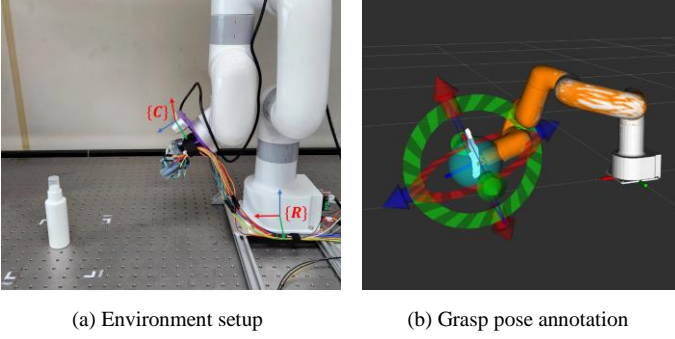 {C}
{R}
(a) Environment setup
(b) Grasp pose annotation